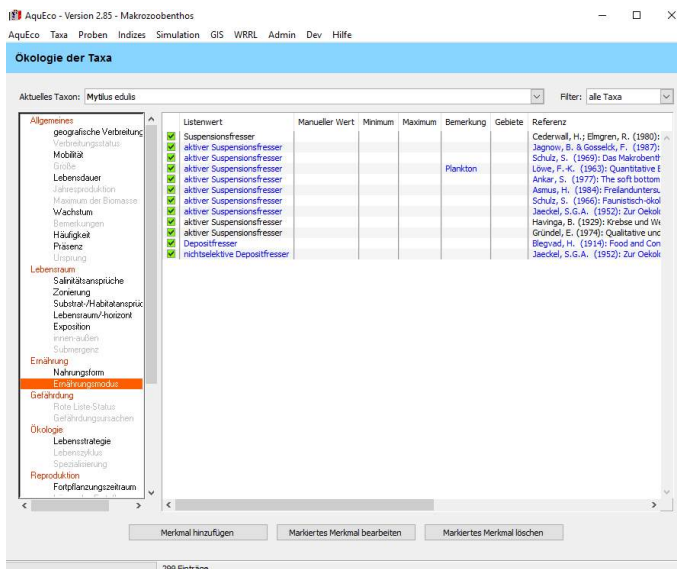 AquEco - Version 2.85 - Makrozoobenthos
AquEco Taxa Proben Indizes Simulation GIS WRRL Admin Dev Hilfe
Ökologie der Taxa
Aktuelles Taxon: Mytilus edulis Filter: alle Taxa
Allgemeines
geografische Verbreitung
Verbreitungsstatus
Mobilität
Größe
Lebensdauer
Jahresproduktion
Maximum der Biomasse
Wachstum
Bemerkungen
Häufigkeit
Präsenz
Ursprung
Lebensraum
Salinitätsansprüche
Zonierung
Substrat-/Habitatansprüc
Lebensraum/-horizont
Exposition
innen-außen
Submergenz
Ernährung
Nahrungsform
Ernährungsmodus
Gefährdung
Rote Liste-Status
Gefährdungsursachen
Ökologie
Lebensstrategie
Lebenszyklus
Spezialisierung
Reproduktion
Fortpflanzungszeitraum
Listenwert Manueller Wert Minimum Maximum Bemerkung Gebiete Referenz
Suspensionsfresser Cederwall, H.; Elmgren, R. (1980):
aktiver Suspensionsfresser Jagnow, B. & Gosselck, F. (1987):
aktiver Suspensionsfresser Schulz, S. (1969): Das Makrobenth
aktiver Suspensionsfresser Plankton Löwe, F.-K. (1963): Quantitative B
aktiver Suspensionsfresser Ankar, S. (1977): The soft bottom
aktiver Suspensionsfresser Asmus, H. (1984): Freilanduntersu
aktiver Suspensionsfresser Schulz, S. (1966): Faunistisch-ökol
aktiver Suspensionsfresser Jaeckel, S.G.A. (1952): Zur Oekolo
aktiver Suspensionsfresser Havinga, B. (1929): Krebse und We
aktiver Suspensionsfresser Gründel, E. (1974): Qualitative und
Depositfresser Blegvad, H. (1914): Food and Con
nichtselektive Depositfresser Jaeckel, S.G.A. (1952): Zur Oekolo
Merkmal hinzufügen Markiertes Merkmal bearbeiten Markiertes Merkmal löschen
299 Einträge